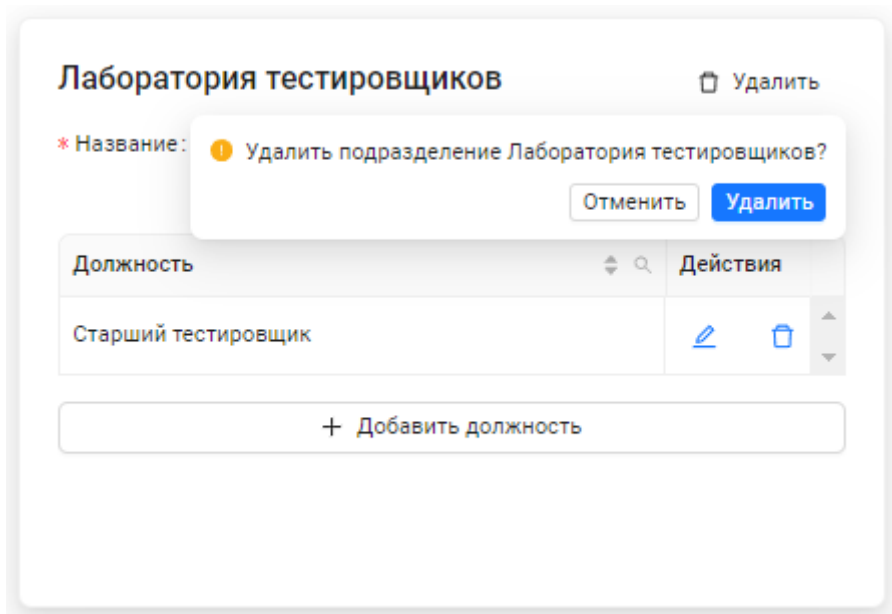 Лаборатория тестировщиков
Удалить
* Название:
Удалить подразделение Лаборатория тестировщиков?
Отменить
Удалить
Должность
Действия
Старший тестировщик
+ Добавить должность